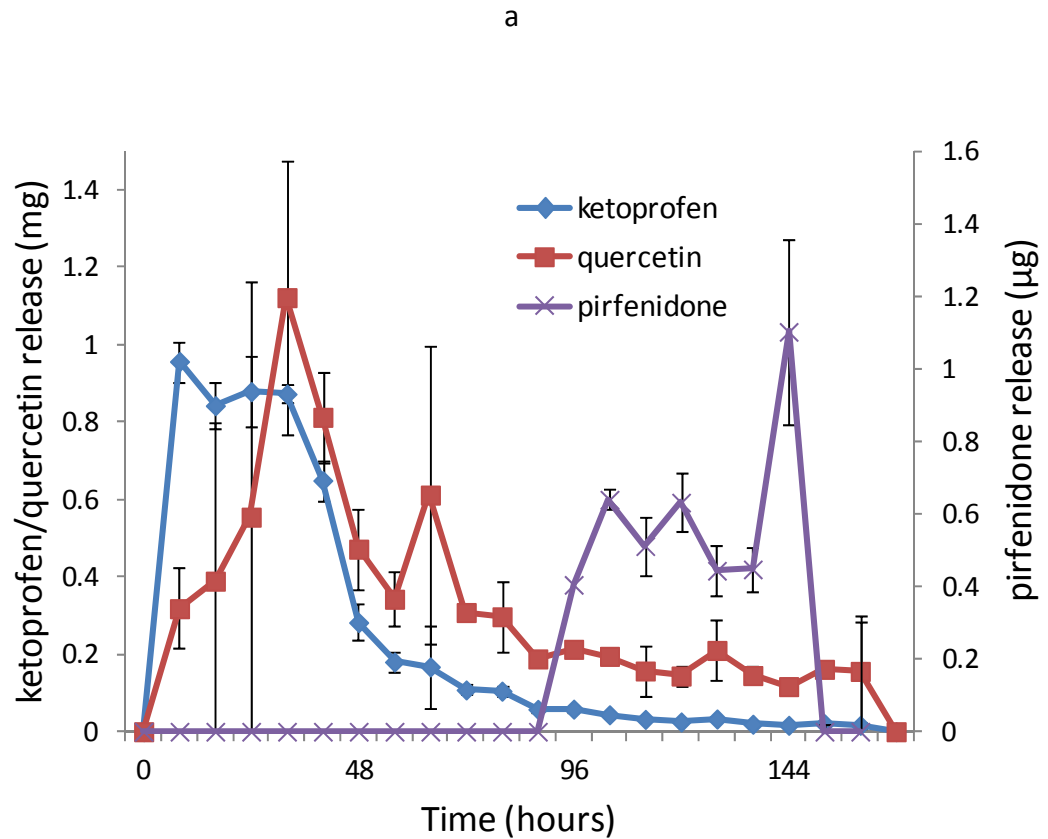 a
ketoprofen/quercetin release (mg)
1.4
1.2
1
0.8
0.6
0.4
0.2
0
ketoprofen
quercetin
pirfenidone
1.6
1.4
1.2
1
0.8
0.6
0.4
0.2
0
pirfenidone release (µg)
0 48 96 144
Time (hours)